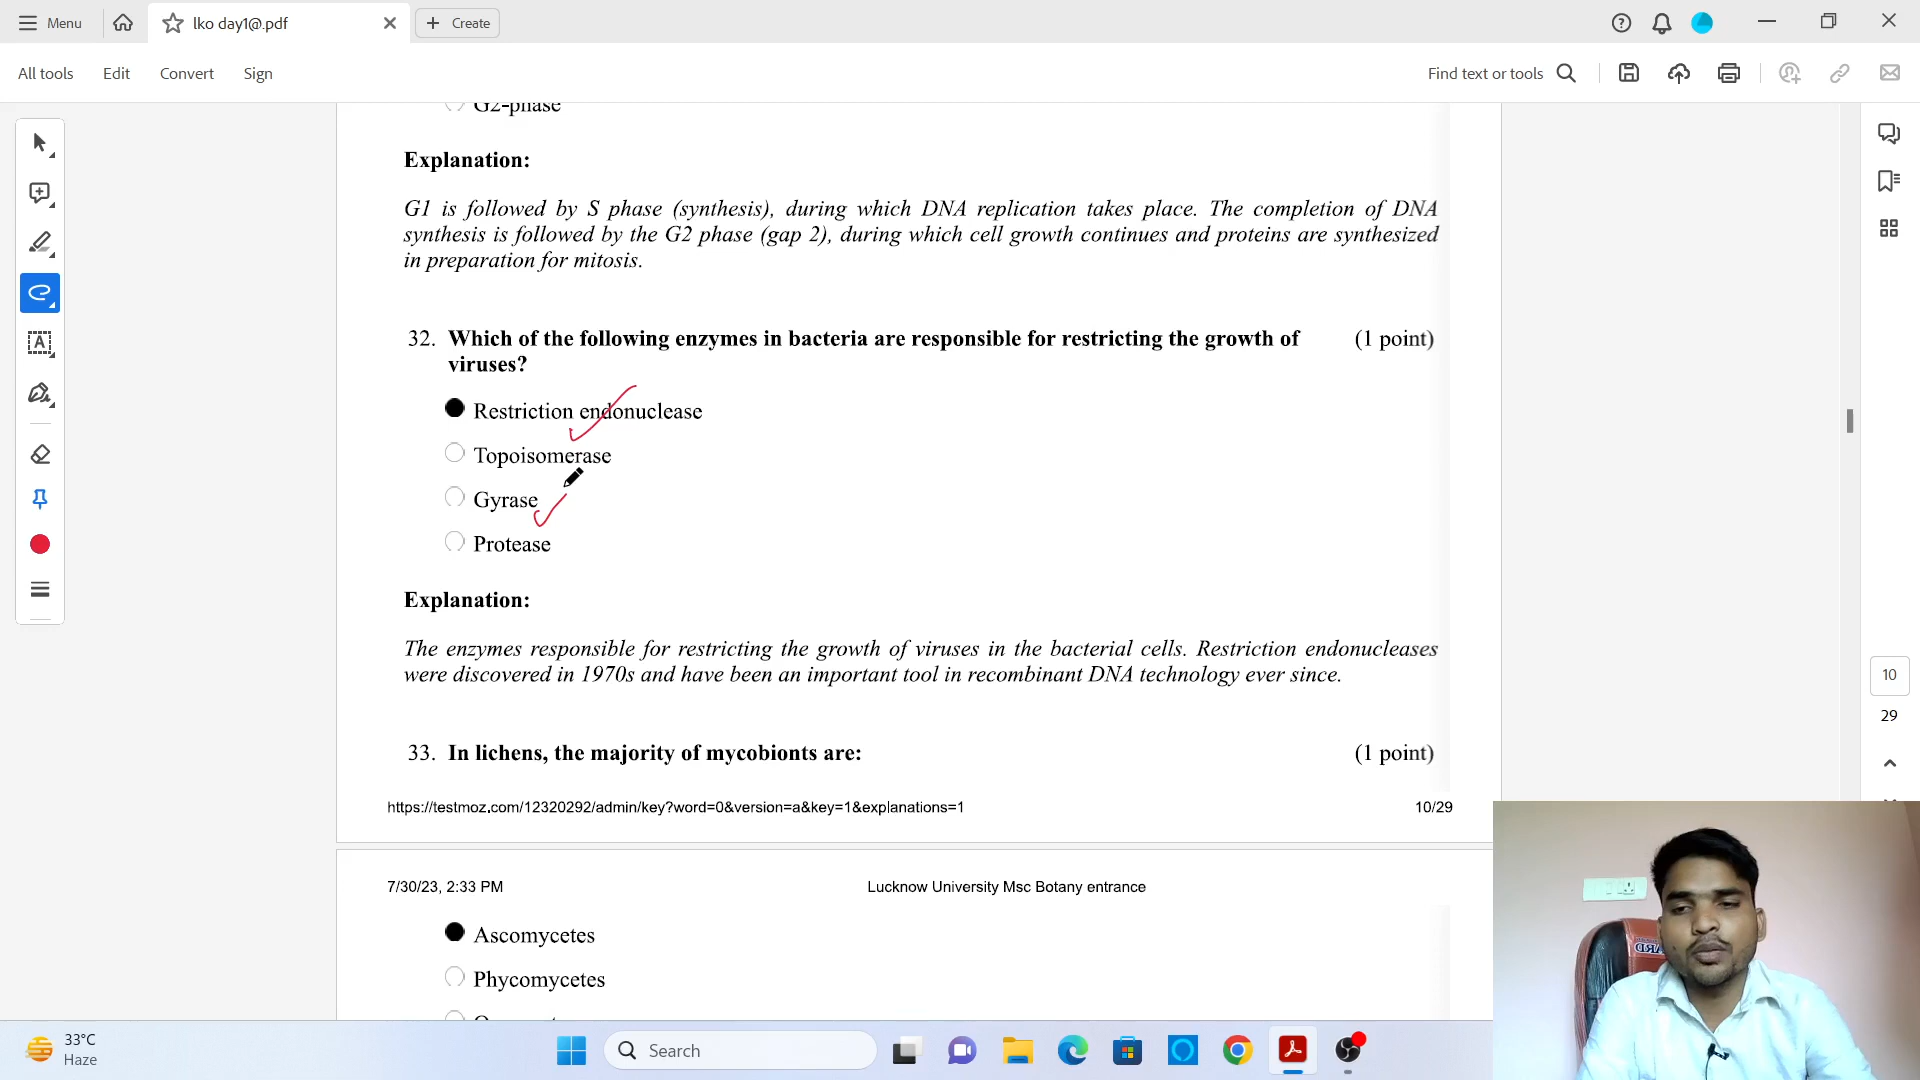 Menu
lko day1@.pdf
Create
All tools
Edit
Convert
Sign
Find text or tools
G2-phase
Explanation:
G1 is followed by S phase (synthesis), during which DNA replication takes place. The completion of DNA
synthesis is followed by the G2 phase (gap 2), during which cell growth continues and proteins are synthesized
in preparation for mitosis.
32. Which of the following enzymes in bacteria are responsible for restricting the growth of (1 point)
viruses?
Restriction endonuclease
Topoisomerase
Gyrase
Protease
Explanation:
The enzymes responsible for restricting the growth of viruses in the bacterial cells. Restriction endonucleases
were discovered in 1970s and have been an important tool in recombinant DNA technology ever since.
10
29
33. In lichens, the majority of mycobionts are: (1 point)
https://testmoz.com/12320292/admin/key?word=0&version=a&key=1&explanations=1 10/29
7/30/23, 2:33 PM Lucknow University Msc Botany entrance
Ascomycetes
Phycomycetes
33°C
Haze
Search